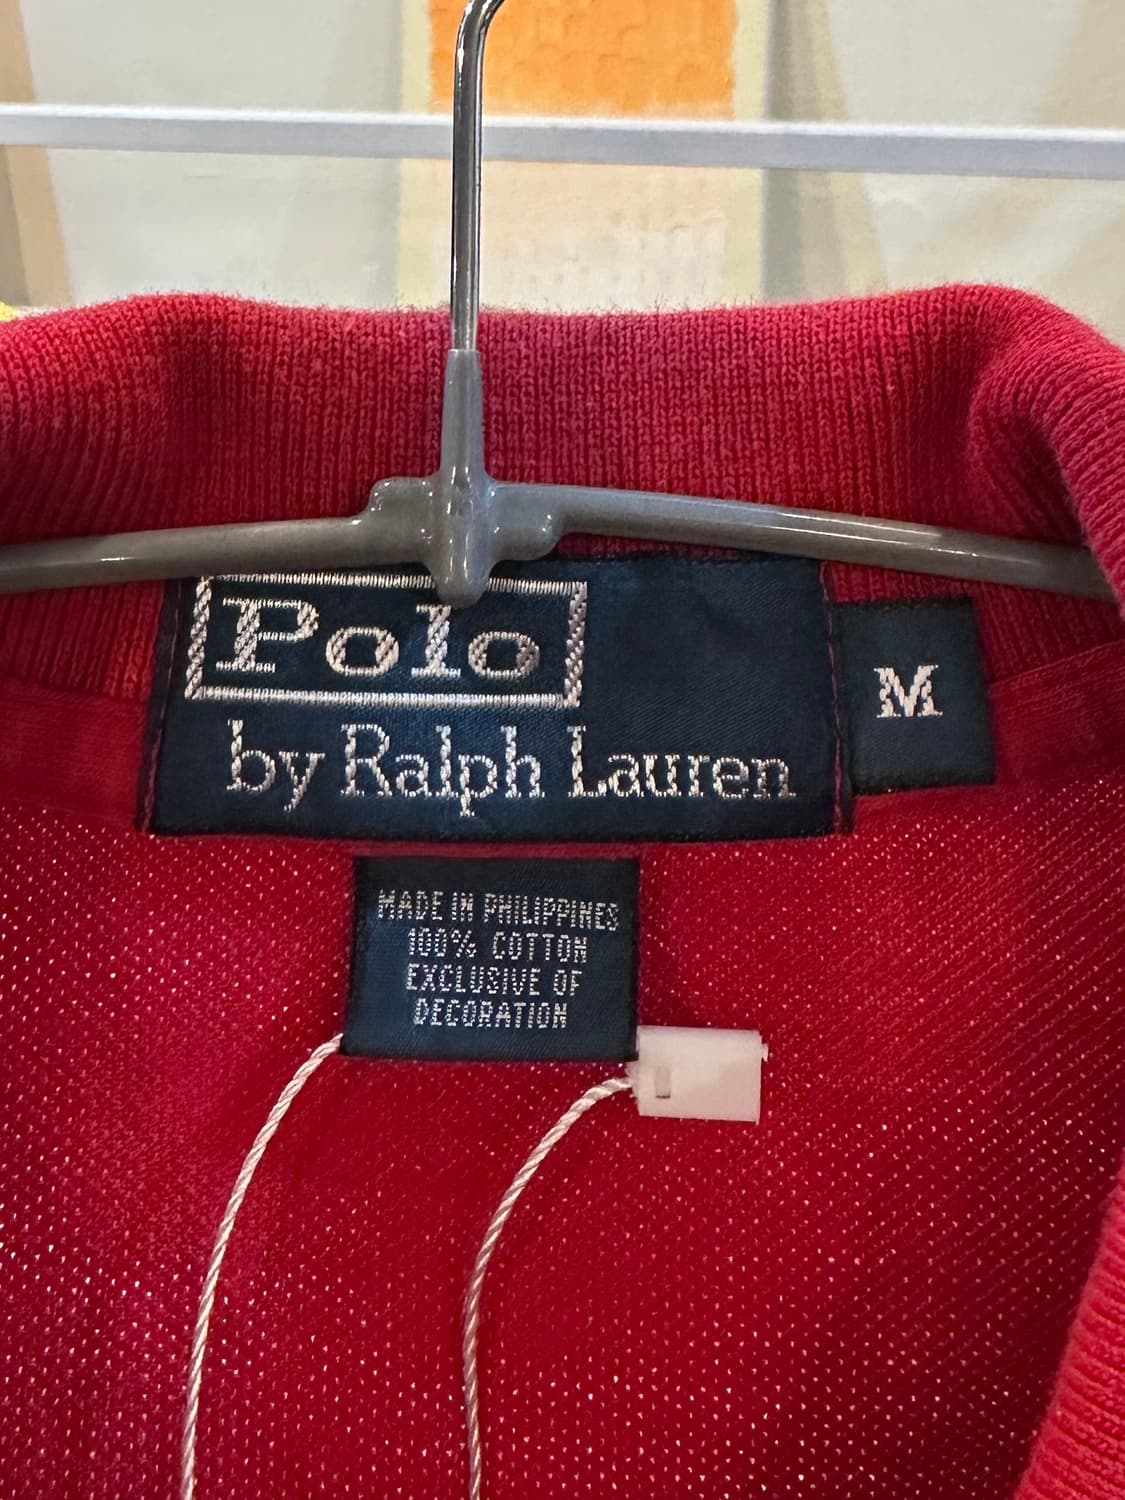 Polo
by Ralph Lauren
M
MADE IN PHILIPPINES
100% COTTON
EXCLUSIVE OF
DECORATION